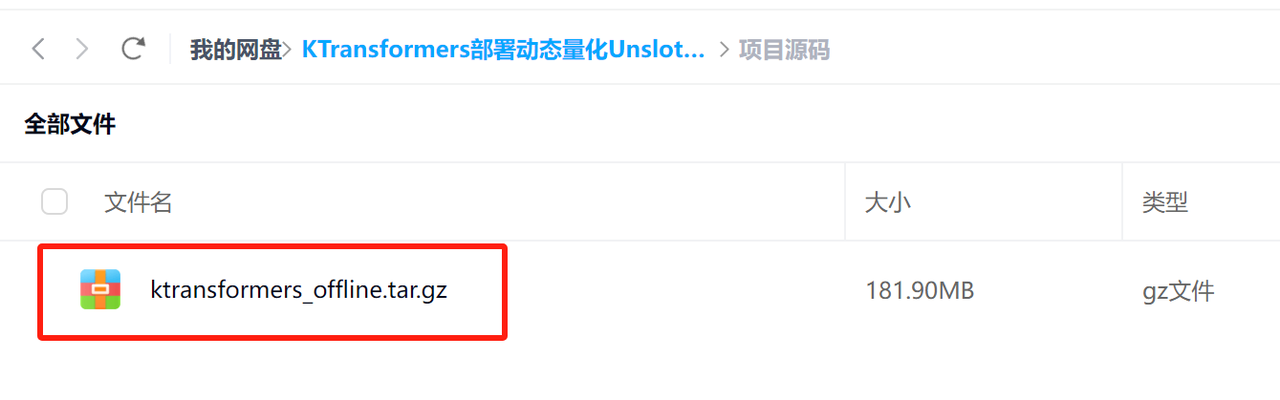 我的网盘 KTransformers部署动态量化Unslot... 项目源码
全部文件
文件名 大小 类型
ktransformers_offline.tar.gz 181.90MB gz文件